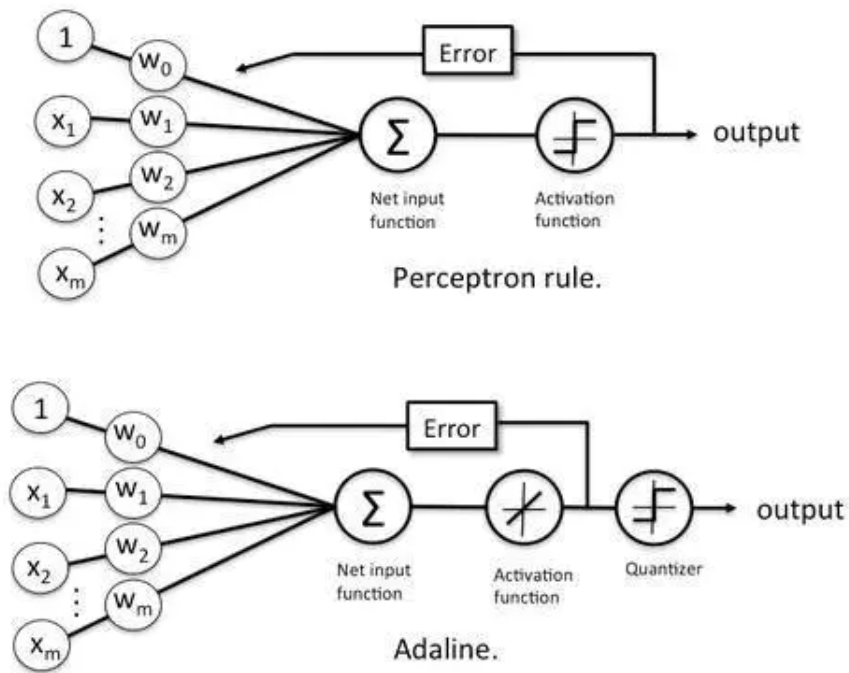 1
w0
Error
x1
w1
Σ
output
x2
w2
Net input
function
Activation
function
⋮
wm
xm
Perceptron rule.
1
w0
Error
x1
w1
Σ
output
x2
w2
Net input
function
Activation
function
Quantizer
⋮
wm
xm
Adaline.